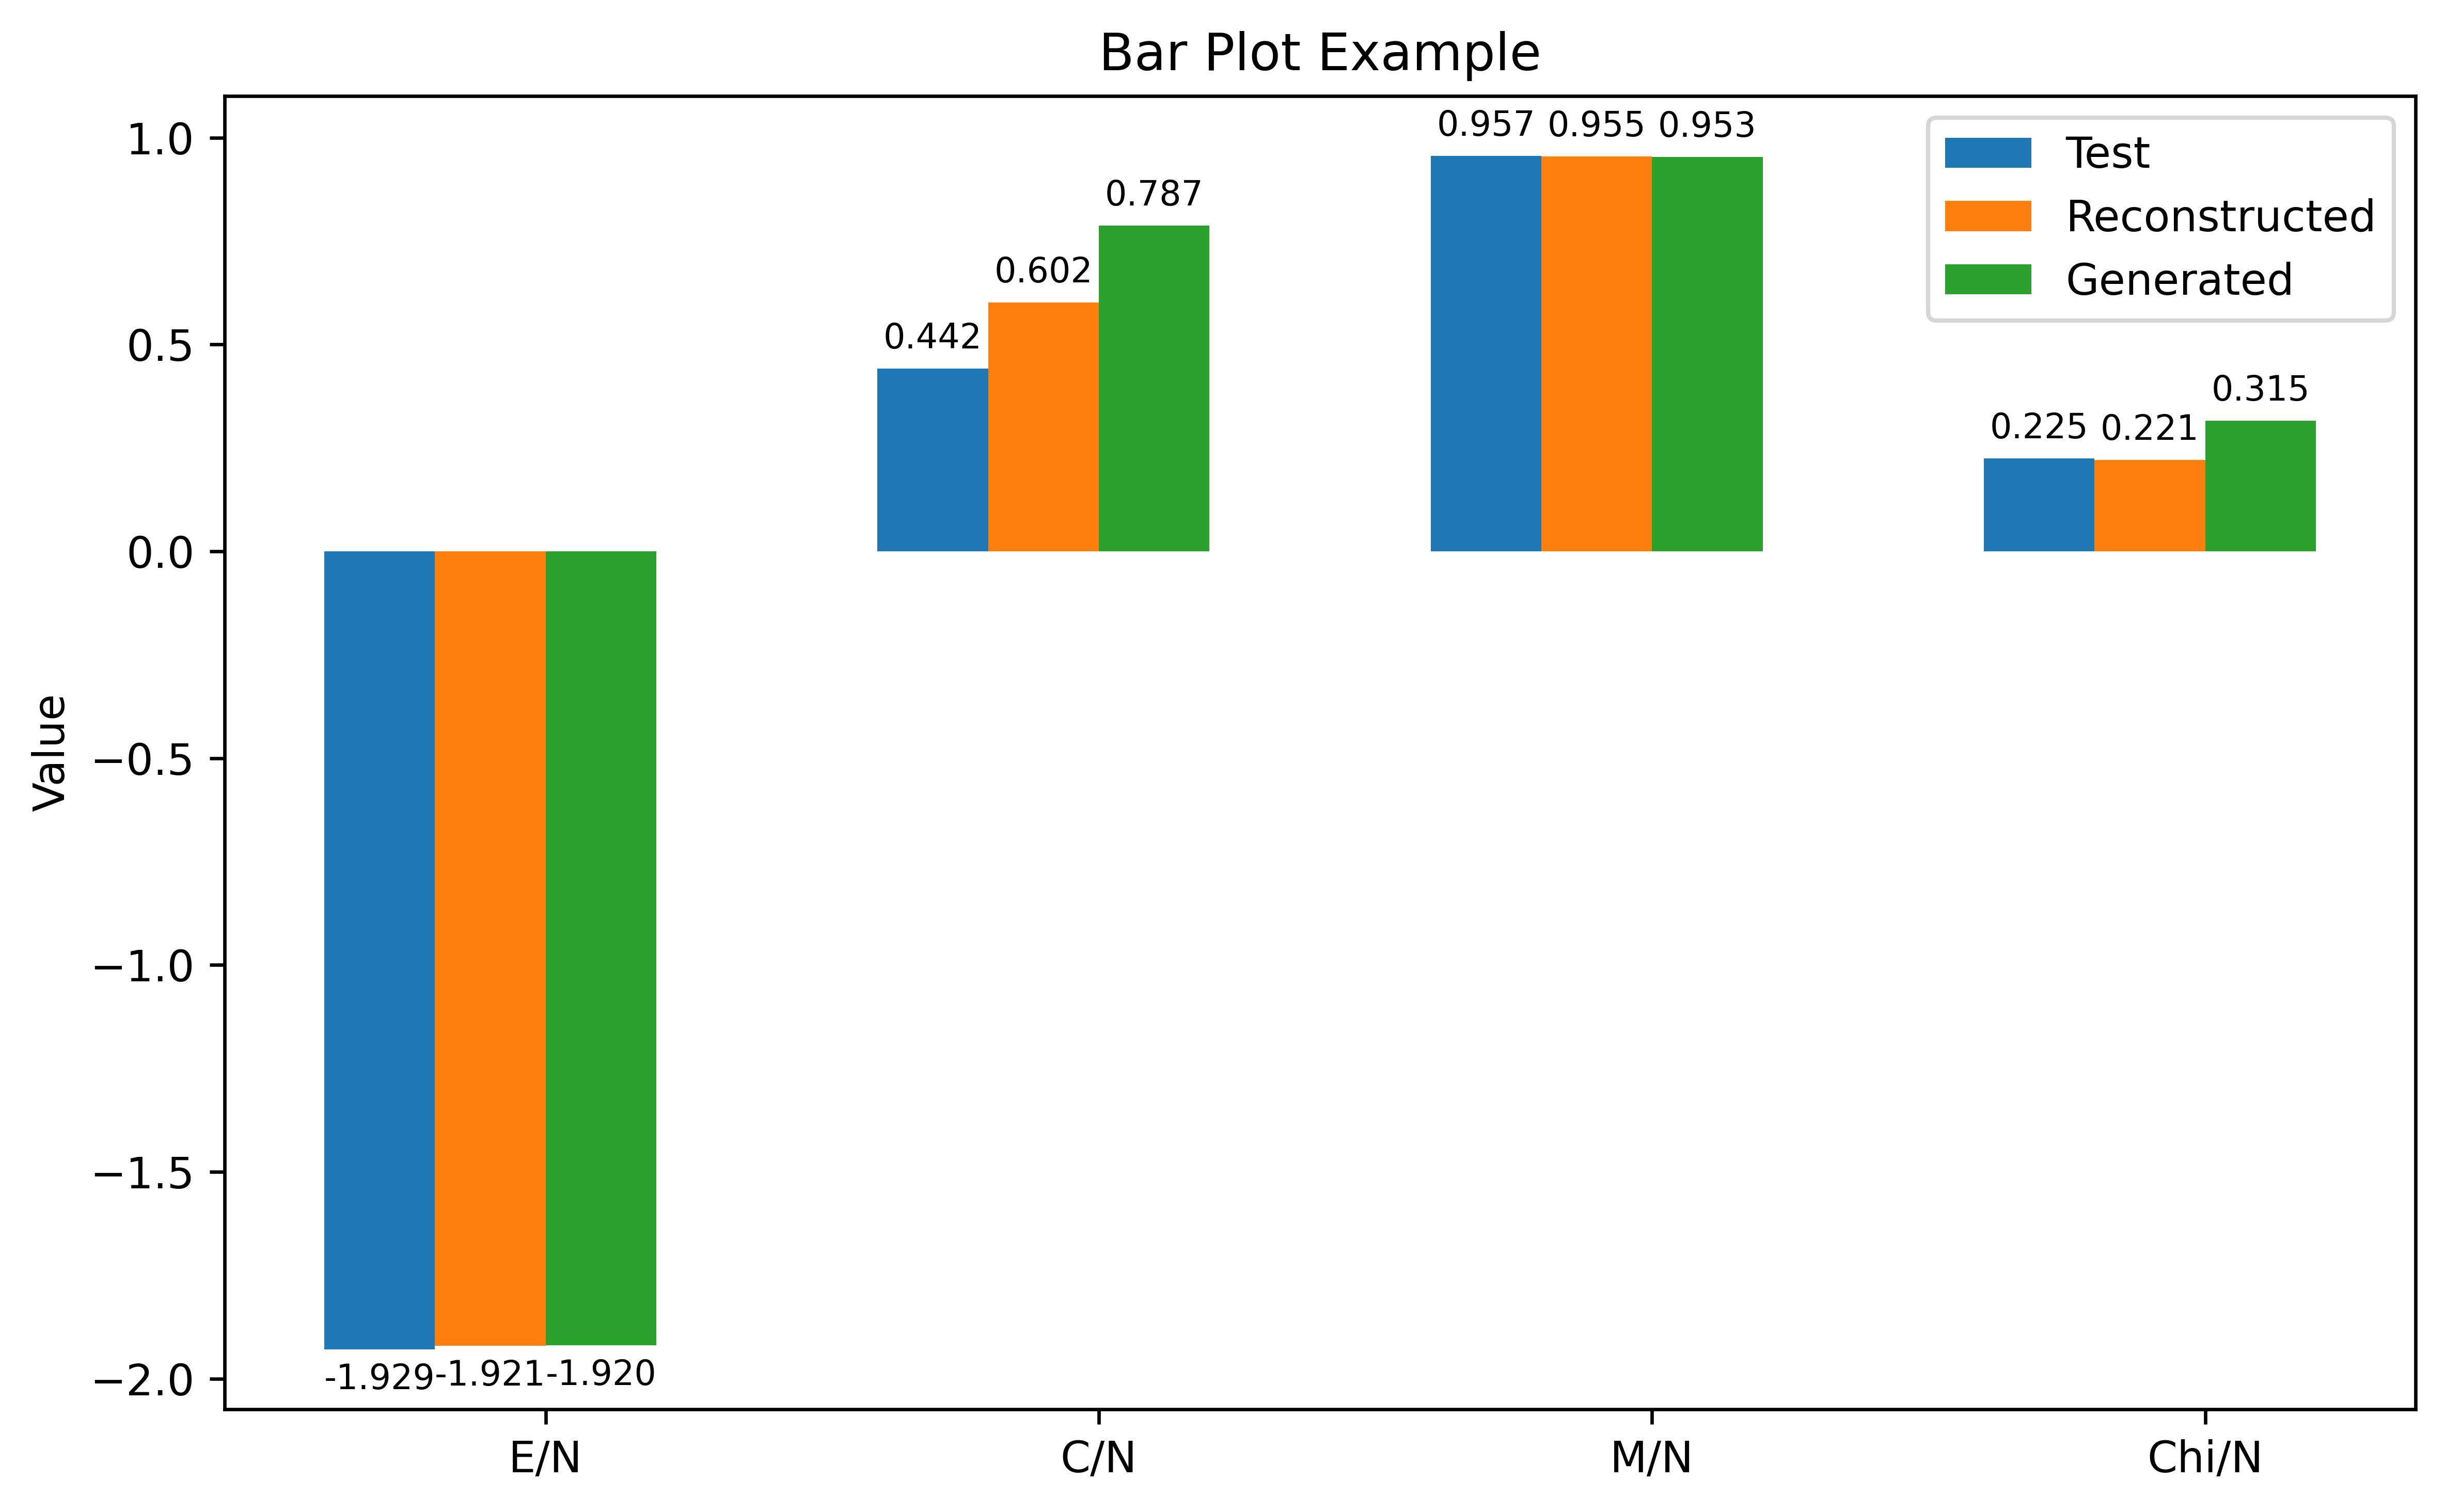 Bar Plot Example
Value
1.0
0.5
0.0
−0.5
−1.0
−1.5
−2.0
-1.929
-1.921
-1.920
0.442
0.602
0.787
0.957
0.955
0.953
0.225
0.221
0.315
Test
Reconstructed
Generated
E/N
C/N
M/N
Chi/N